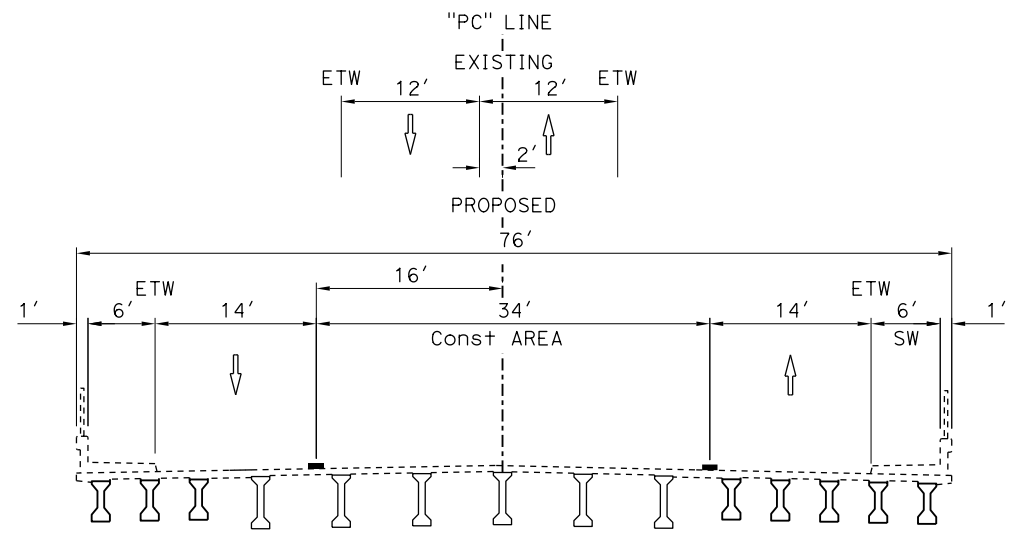 "PC" LINE
EXISTING
ETW ETW
12' 12'
2'
PROPOSED
76'
16'
ETW ETW
1' 6' 14' 34' 14' 6' 1'
Const AREA SW